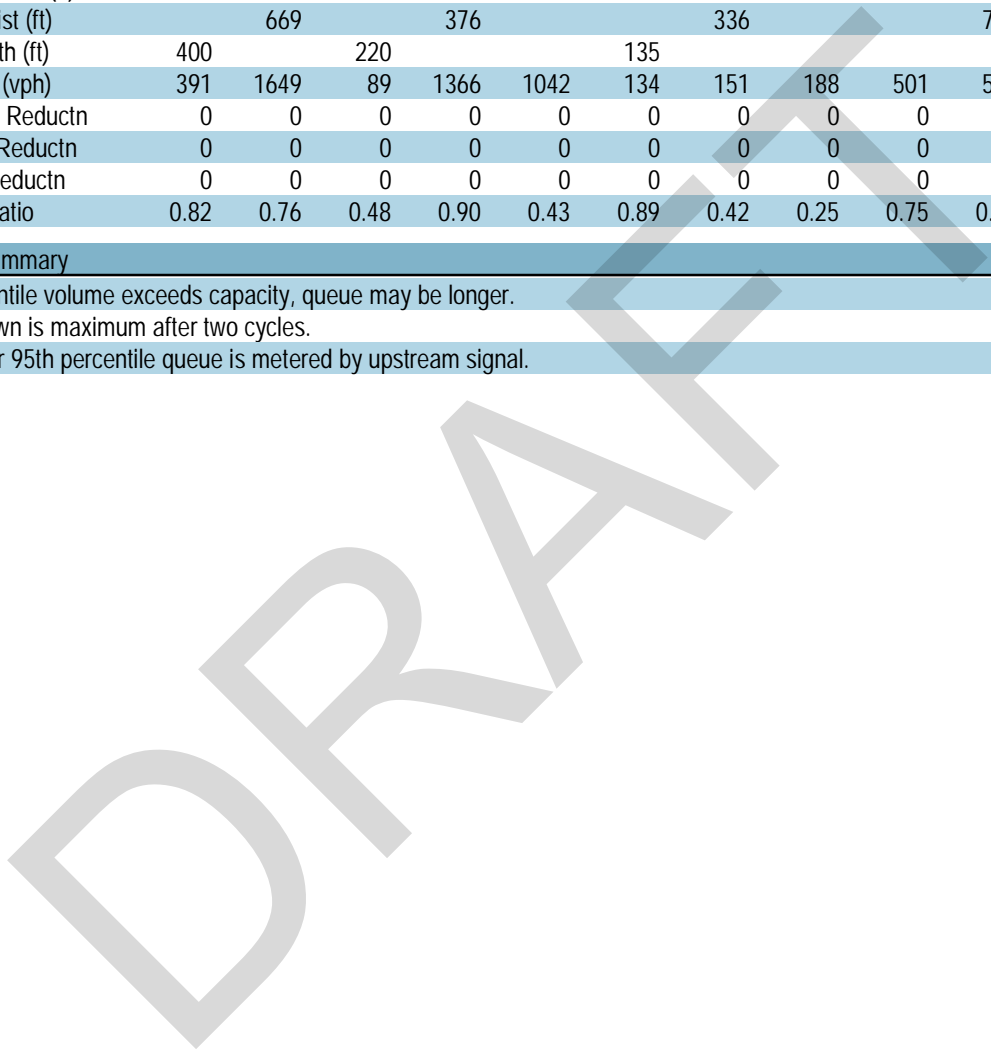 ist (ft) 669 376 336 7
th (ft) 400 220 135
(vph) 391 1649 89 1366 1042 134 151 188 501 5
Reductn 0 0 0 0 0 0 0 0 0
Reductn 0 0 0 0 0 0 0 0 0
eductn 0 0 0 0 0 0 0 0 0
atio 0.82 0.76 0.48 0.90 0.43 0.89 0.42 0.25 0.75 0.
mmary
ntile volume exceeds capacity, queue may be longer.
wn is maximum after two cycles.
r 95th percentile queue is metered by upstream signal.
DRAFT